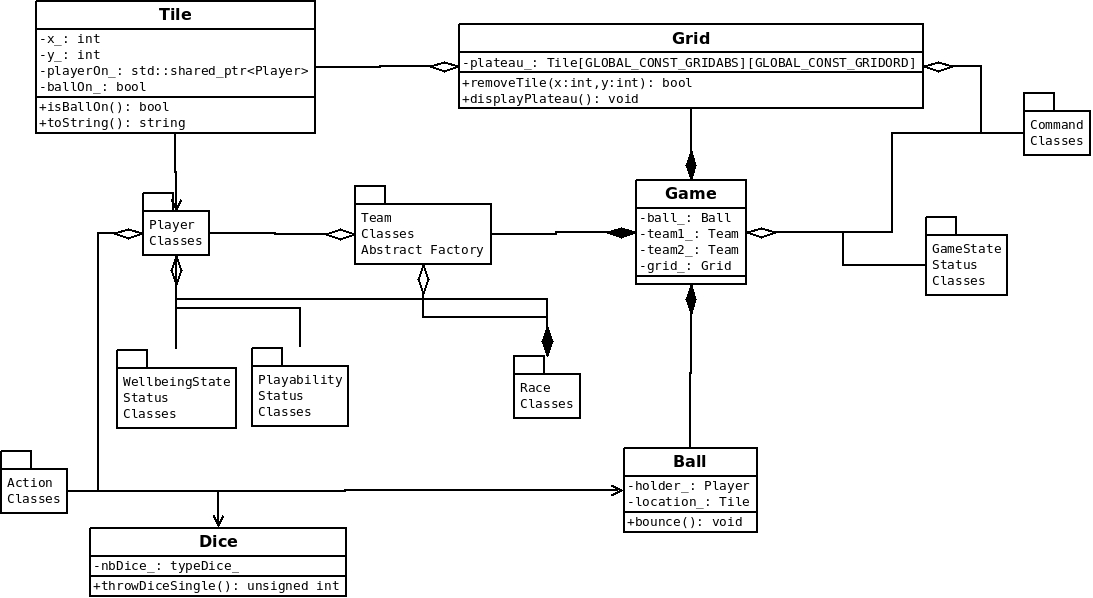 Tile
-x_: int
-y_: int
-playerOn_: std::shared_ptr<Player>
-ballOn_: bool
+isBallOn(): bool
+toString(): string
Grid
-plateau_: Tile[GLOBAL_CONST_GRIDABS][GLOBAL_CONST_GRIDORD]
+removeTile(x:int,y:int): bool
+displayPlateau(): void
Command
Classes
Player
Classes
Team
Classes
Abstract Factory
Game
-ball_: Ball
-team1_: Team
-team2_: Team
-grid_: Grid
GameState
Status
Classes
WellbeingState
Status
Classes
Playability
Status
Classes
Race
Classes
Action
Classes
Ball
-holder_: Player
-location_: Tile
+bounce(): void
Dice
-nbDice_: typeDice_
+throwDiceSingle(): unsigned int